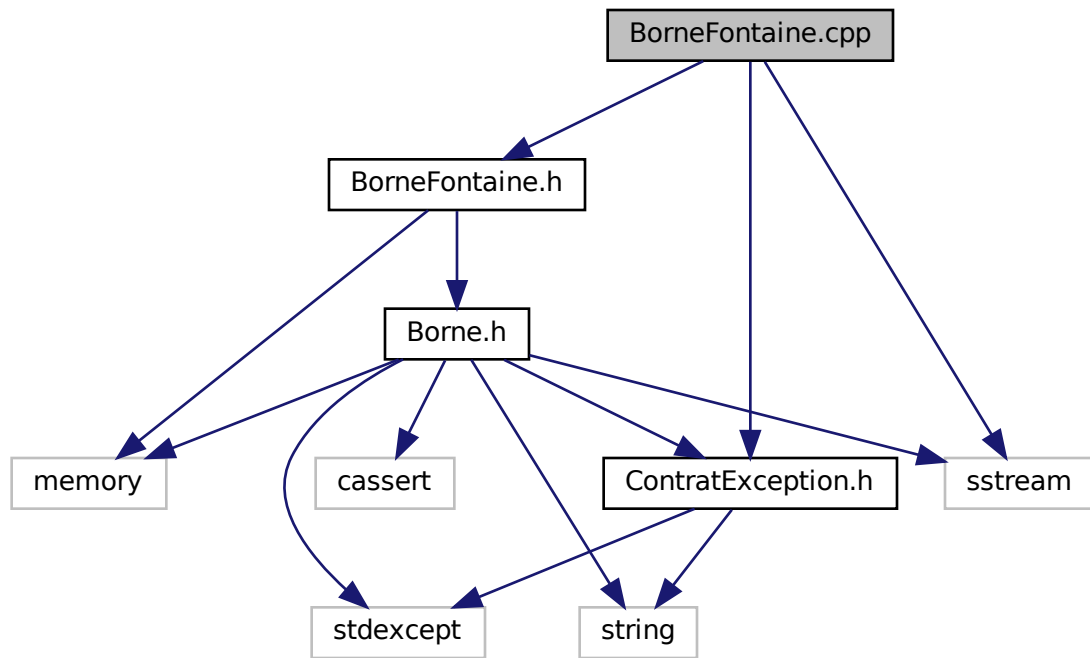 BorneFontaine.cpp
BorneFontaine.h
Borne.h
memory
cassert
ContratException.h
sstream
stdexcept
string